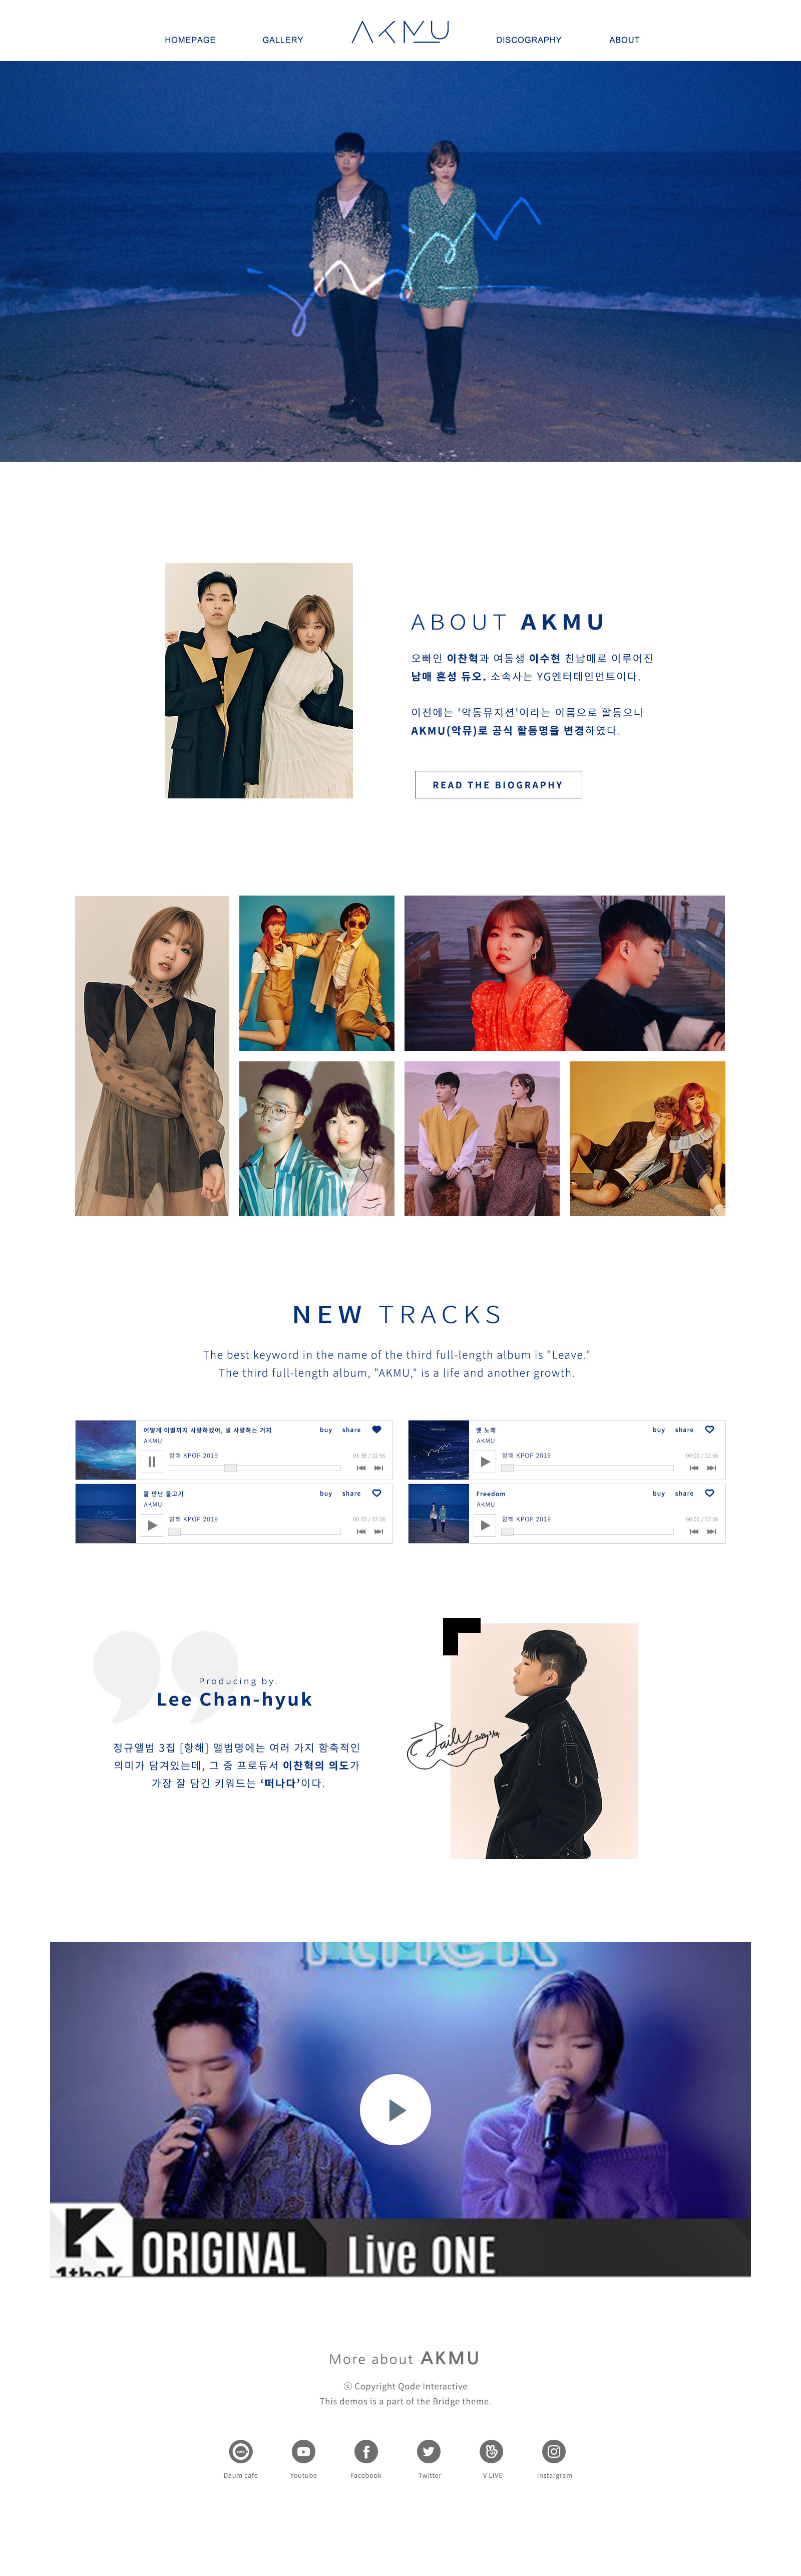 HOMEPAGE
GALLERY
AKMU
DISCOGRAPHY
ABOUT
ABOUT AKMU
오빠인 이찬혁과 여동생 이수현 친남매로 이루어진
남매 혼성 듀오. 소속사는 YG엔터테인먼트이다.
이전에는 '악동뮤지션'이라는 이름으로 활동으나
AKMU(악뮤)로 공식 활동명을 변경하였다.
READ THE BIOGRAPHY
NEW TRACKS
The best keyword in the name of the third full-length album is "Leave."
The third full-length album, "AKMU," is a life and another growth.
어떻게 이별까지 사랑하겠어, 널 사랑하는 거지
buy share
AKMU
항해 KPOP 2019
01:38 / 02:56
뱃 노래
buy share
AKMU
항해 KPOP 2019
00:00 / 02:56
물 만난 물고기
buy share
AKMU
항해 KPOP 2019
00:00 / 02:56
Freedom
buy share
AKMU
항해 KPOP 2019
00:00 / 02:56
Producing by.
Lee Chan-hyuk
정규앨범 3집 [항해] 앨범명에는 여러 가지 함축적인
의미가 담겨있는데, 그 중 프로듀서 이찬혁의 의도가
가장 잘 담긴 키워드는 ‘떠나다’이다.
K
1theK
ORIGINAL Live ONE
More about AKMU
ⓒ Copyright Qode Interactive
This demos is a part of the Bridge theme.
Daum cafe
Youtube
Facebook
Twitter
V LIVE
Instargram